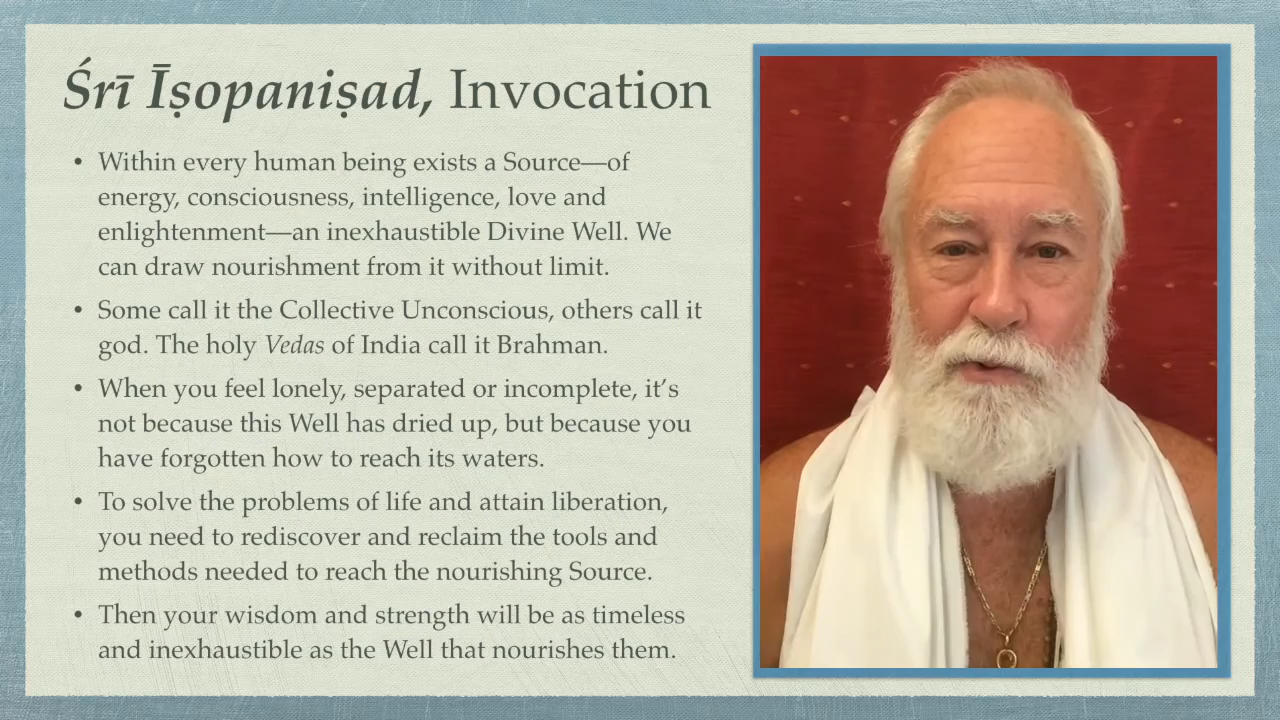 Śrī Īṣopaniṣad, Invocation
• Within every human being exists a Source—of
energy, consciousness, intelligence, love and
enlightenment—an inexhaustible Divine Well. We
can draw nourishment from it without limit.
• Some call it the Collective Unconscious, others call it
god. The holy Vedas of India call it Brahman.
• When you feel lonely, separated or incomplete, it’s
not because this Well has dried up, but because you
have forgotten how to reach its waters.
• To solve the problems of life and attain liberation,
you need to rediscover and reclaim the tools and
methods needed to reach the nourishing Source.
• Then your wisdom and strength will be as timeless
and inexhaustible as the Well that nourishes them.